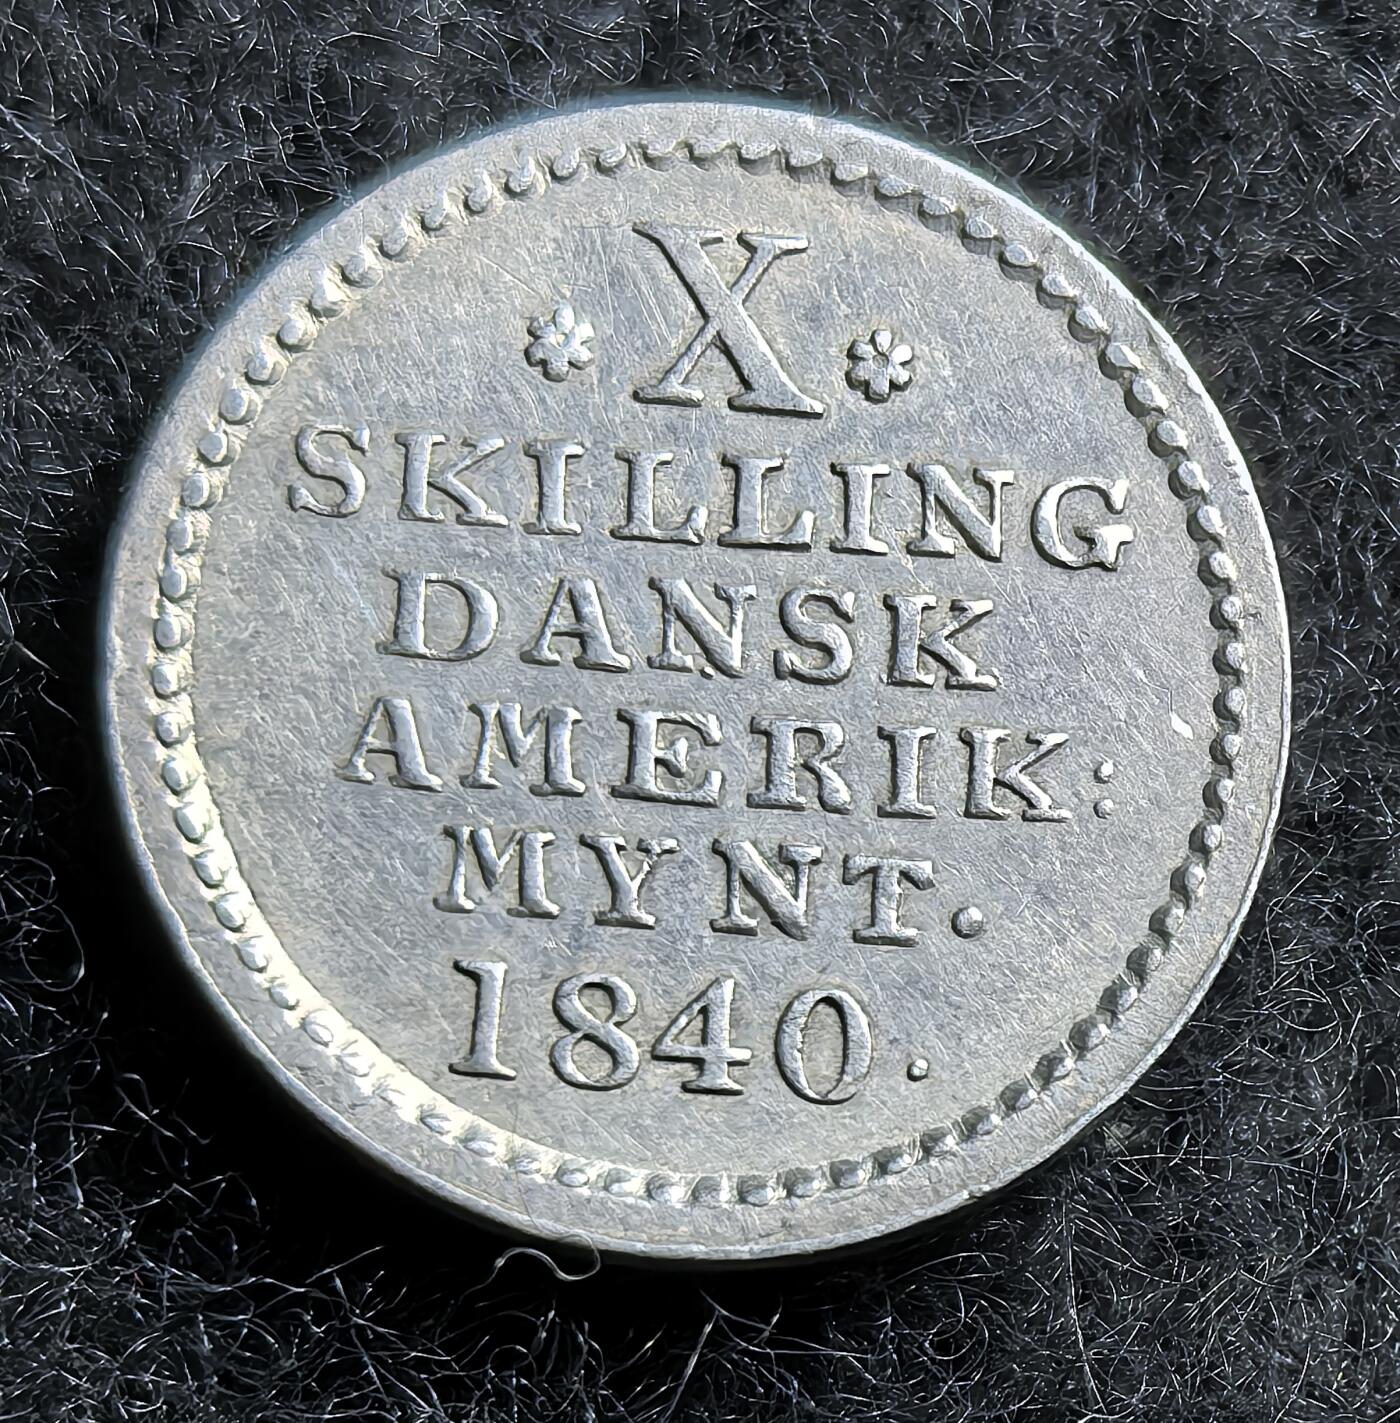 X
SKILLING
DANSK
AMERIK:
MYNT.
1840.